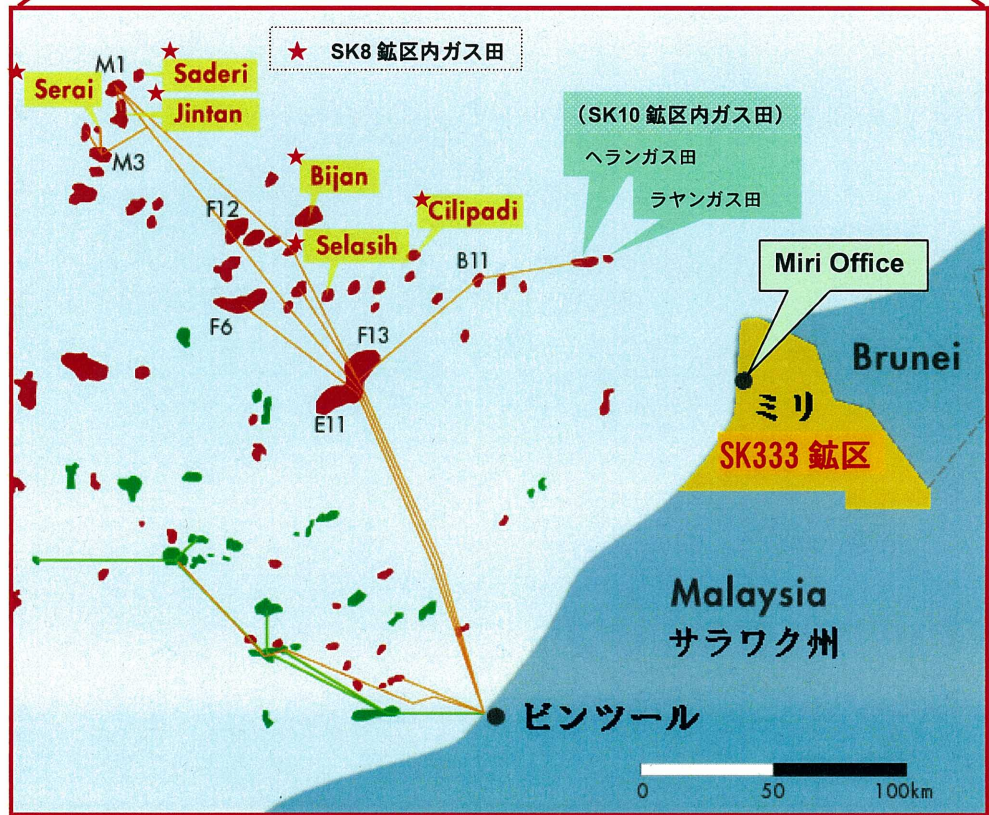 ★ SK8 鉱区内ガス田
M1
★
Saderi
★
Serai
★
Jintan
M3
(SK10 鉱区内ガス田)
ヘランガス田
ラヤンガス田
★
Bijan
★
Cilipadi
F12
★
Selasih
B11
Miri Office
F6
F13
E11
Brunei
ミリ
SK333 鉱区
Malaysia
サラワク州
ビンツール
0 50 100km